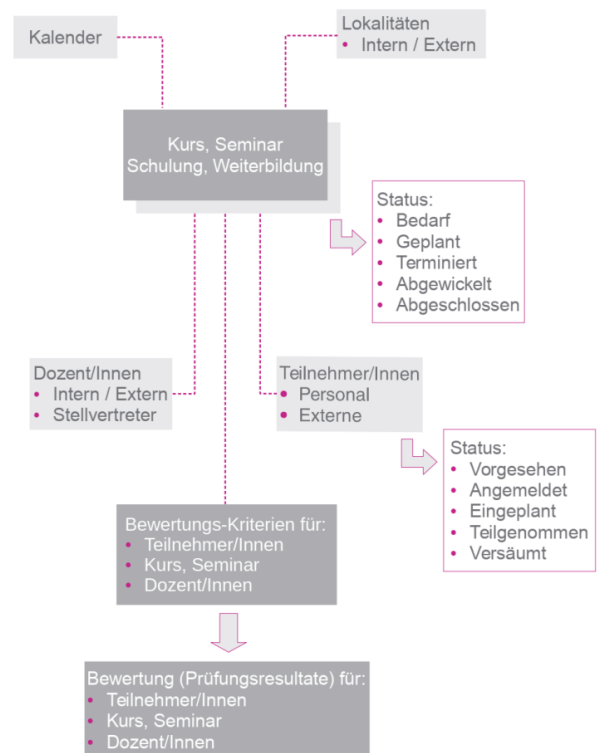 Kalender
Lokalitäten
• Intern / Extern
Kurs, Seminar
Schulung, Weiterbildung
Status:
• Bedarf
• Geplant
• Terminiert
• Abgewickelt
• Abgeschlossen
Dozent/Innen
• Intern / Extern
• Stellvertreter
Teilnehmer/Innen
• Personal
• Externe
Status:
• Vorgesehen
• Angemeldet
• Eingeplant
• Teilgenommen
• Versäumt
Bewertungs-Kriterien für:
• Teilnehmer/Innen
• Kurs, Seminar
• Dozent/Innen
Bewertung (Prüfungsresultate) für:
• Teilnehmer/Innen
• Kurs, Seminar
• Dozent/Innen